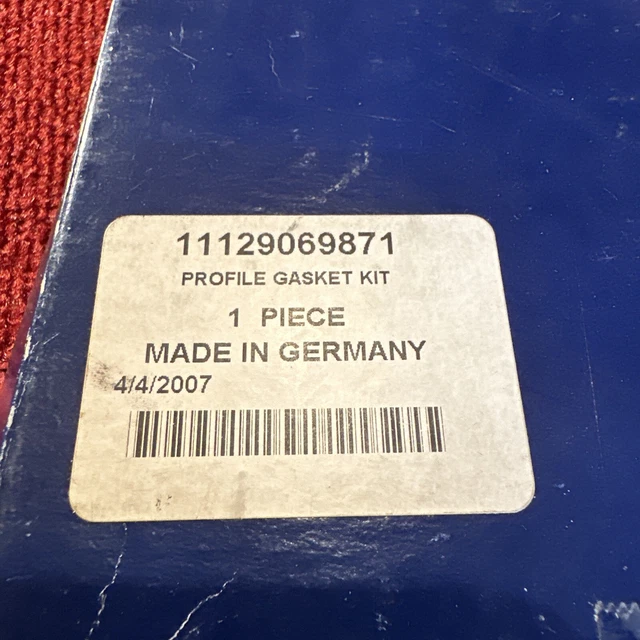 11129069871
PROFILE GASKET KIT
1 PIECE
MADE IN GERMANY
4/4/2007